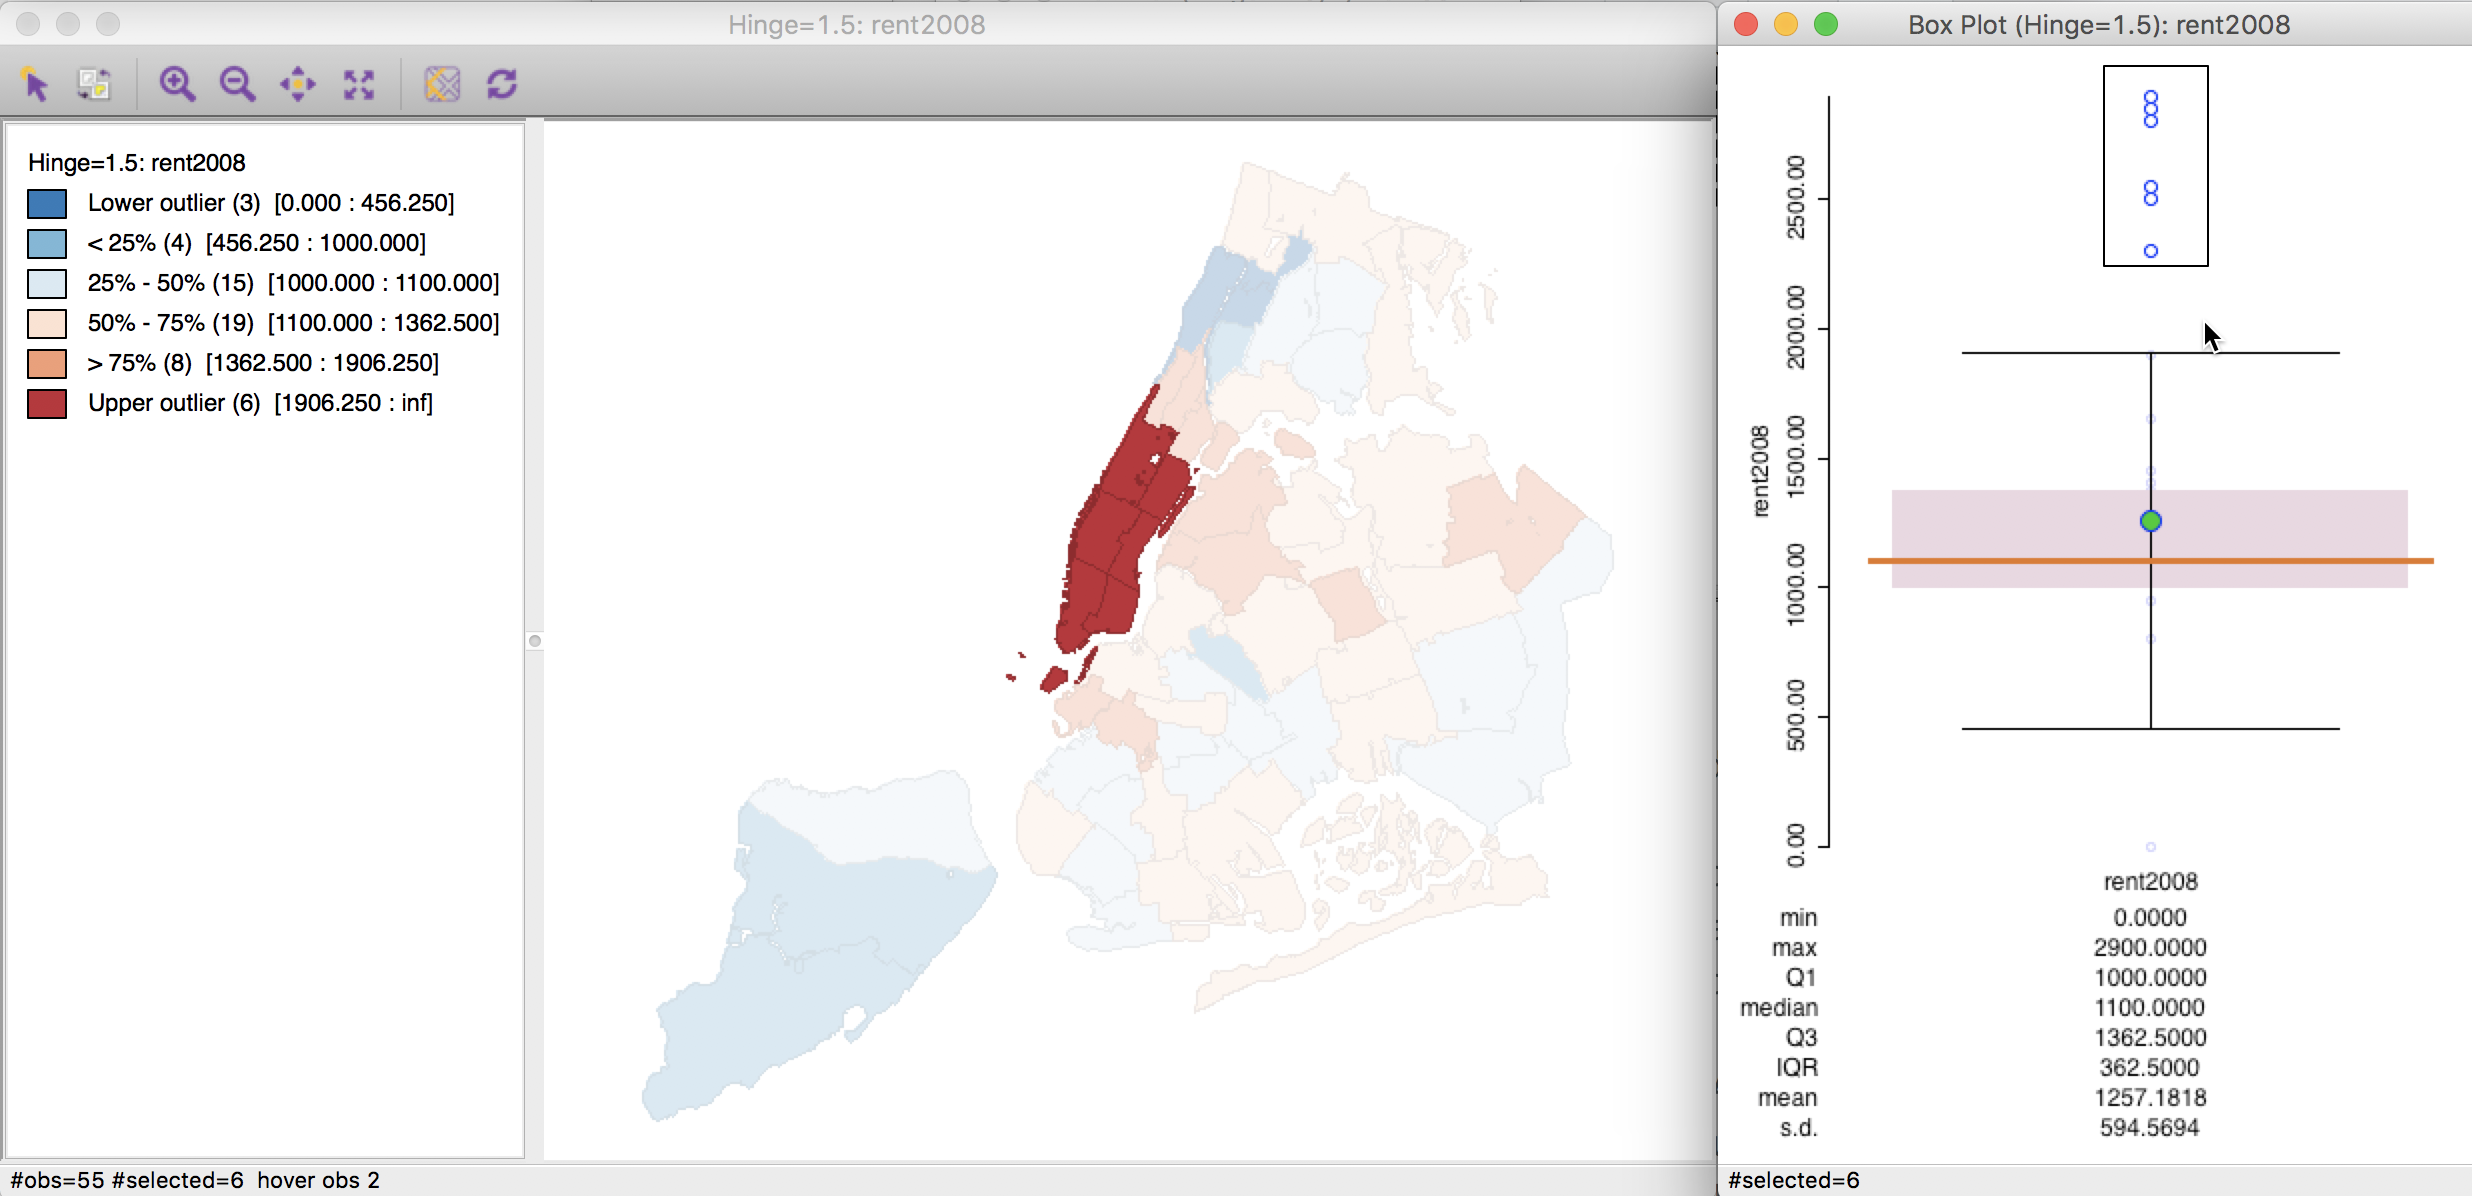 Hinge=1.5: rent2008
Hinge=1.5: rent2008
Lower outlier (3) [0.000 : 456.250]
< 25% (4) [456.250 : 1000.000]
25% - 50% (15) [1000.000 : 1100.000]
50% - 75% (19) [1100.000 : 1362.500]
> 75% (8) [1362.500 : 1906.250]
Upper outlier (6) [1906.250 : inf]
#obs=55 #selected=6 hover obs 2
Box Plot (Hinge=1.5): rent2008
2500.00
2000.00
1500.00
1000.00
500.00
0.00
rent2008
rent2008
min 0.0000
max 2900.0000
Q1 1000.0000
median 1100.0000
Q3 1362.5000
IQR 362.5000
mean 1257.1818
s.d. 594.5694
#selected=6